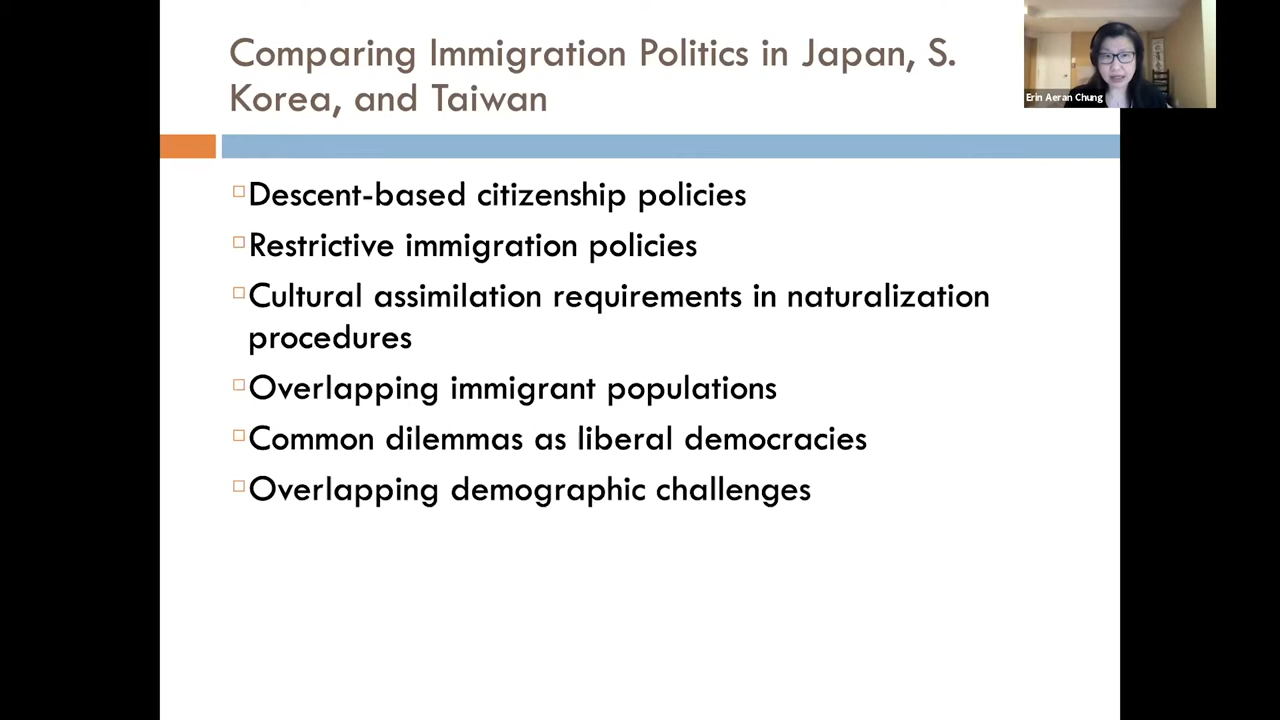 Comparing Immigration Politics in Japan, S.
Korea, and Taiwan
Erin Aeran Chung
Descent-based citizenship policies
Restrictive immigration policies
Cultural assimilation requirements in naturalization
procedures
Overlapping immigrant populations
Common dilemmas as liberal democracies
Overlapping demographic challenges